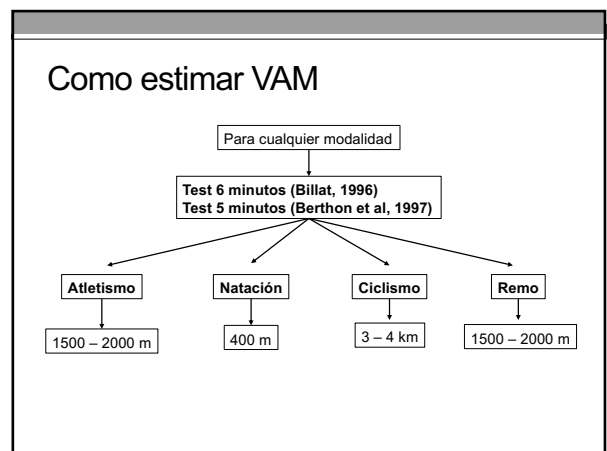 Como estimar VAM
Para cualquier modalidad
Test 6 minutos (Billat, 1996)
Test 5 minutos (Berthon et al, 1997)
Atletismo
Natación
Ciclismo
Remo
1500 – 2000 m
400 m
3 – 4 km
1500 – 2000 m